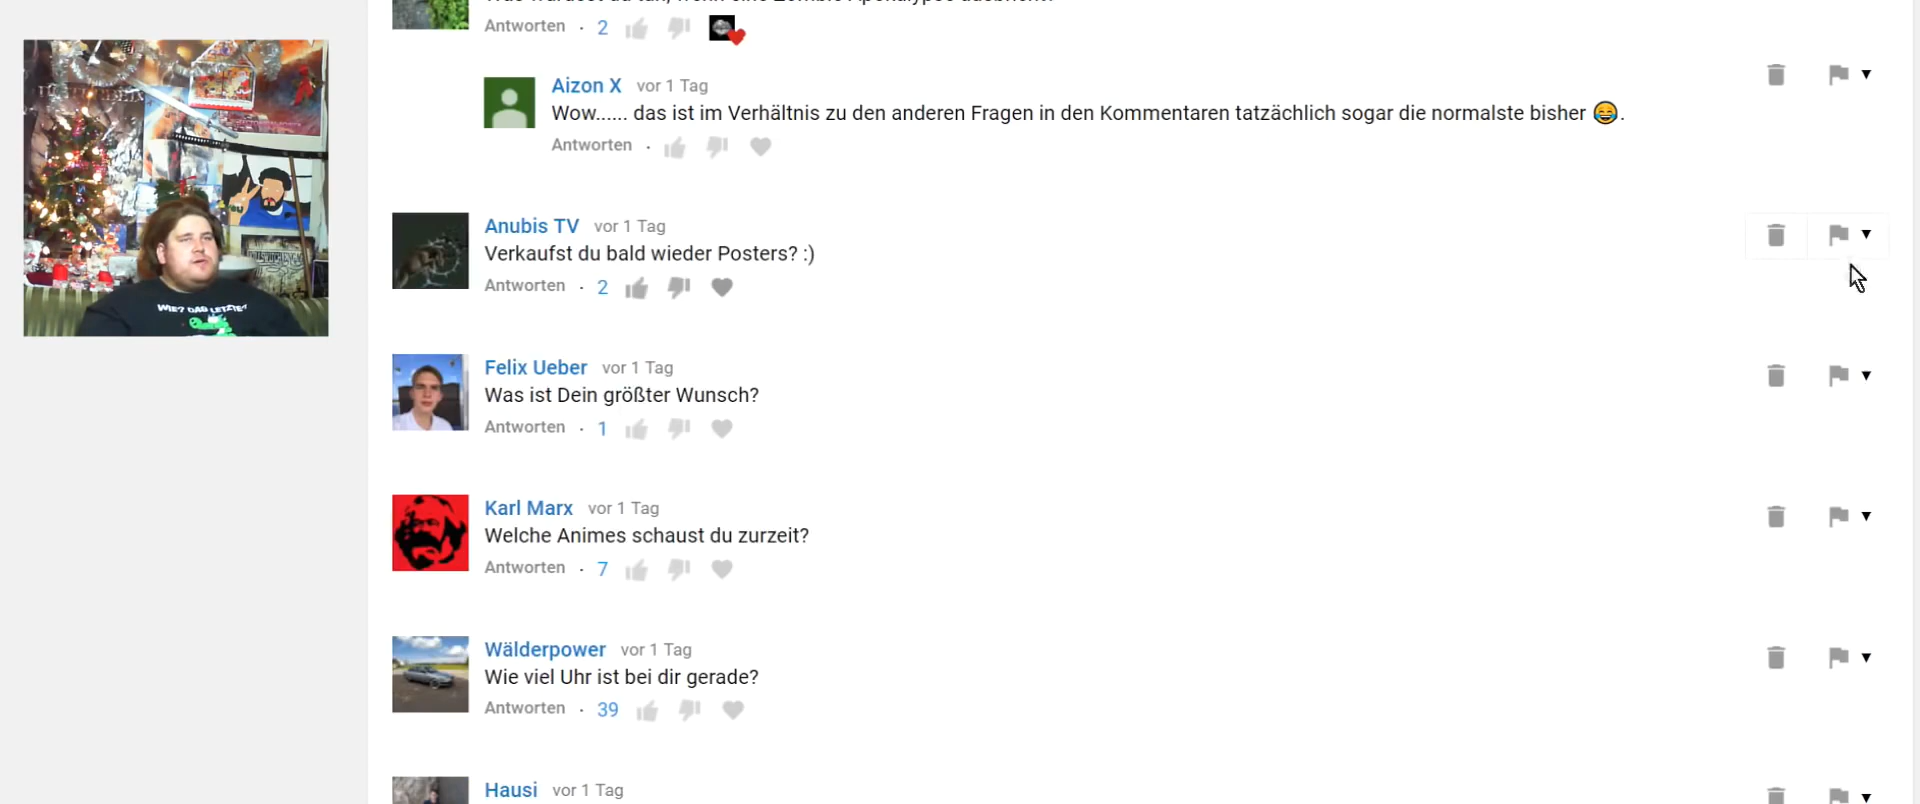 Antworten · 2
Aizon X vor 1 Tag
Wow...... das ist im Verhältnis zu den anderen Fragen in den Kommentaren tatzächlich sogar die normalste bisher 😂.
Antworten ·
Anubis TV vor 1 Tag
Verkaufst du bald wieder Posters? :)
Antworten · 2
WIE? DAS LETZTE?
Felix Ueber vor 1 Tag
Was ist Dein größter Wunsch?
Antworten · 1
Karl Marx vor 1 Tag
Welche Animes schaust du zurzeit?
Antworten · 7
Wälderpower vor 1 Tag
Wie viel Uhr ist bei dir gerade?
Antworten · 39
Hausi vor 1 Tag